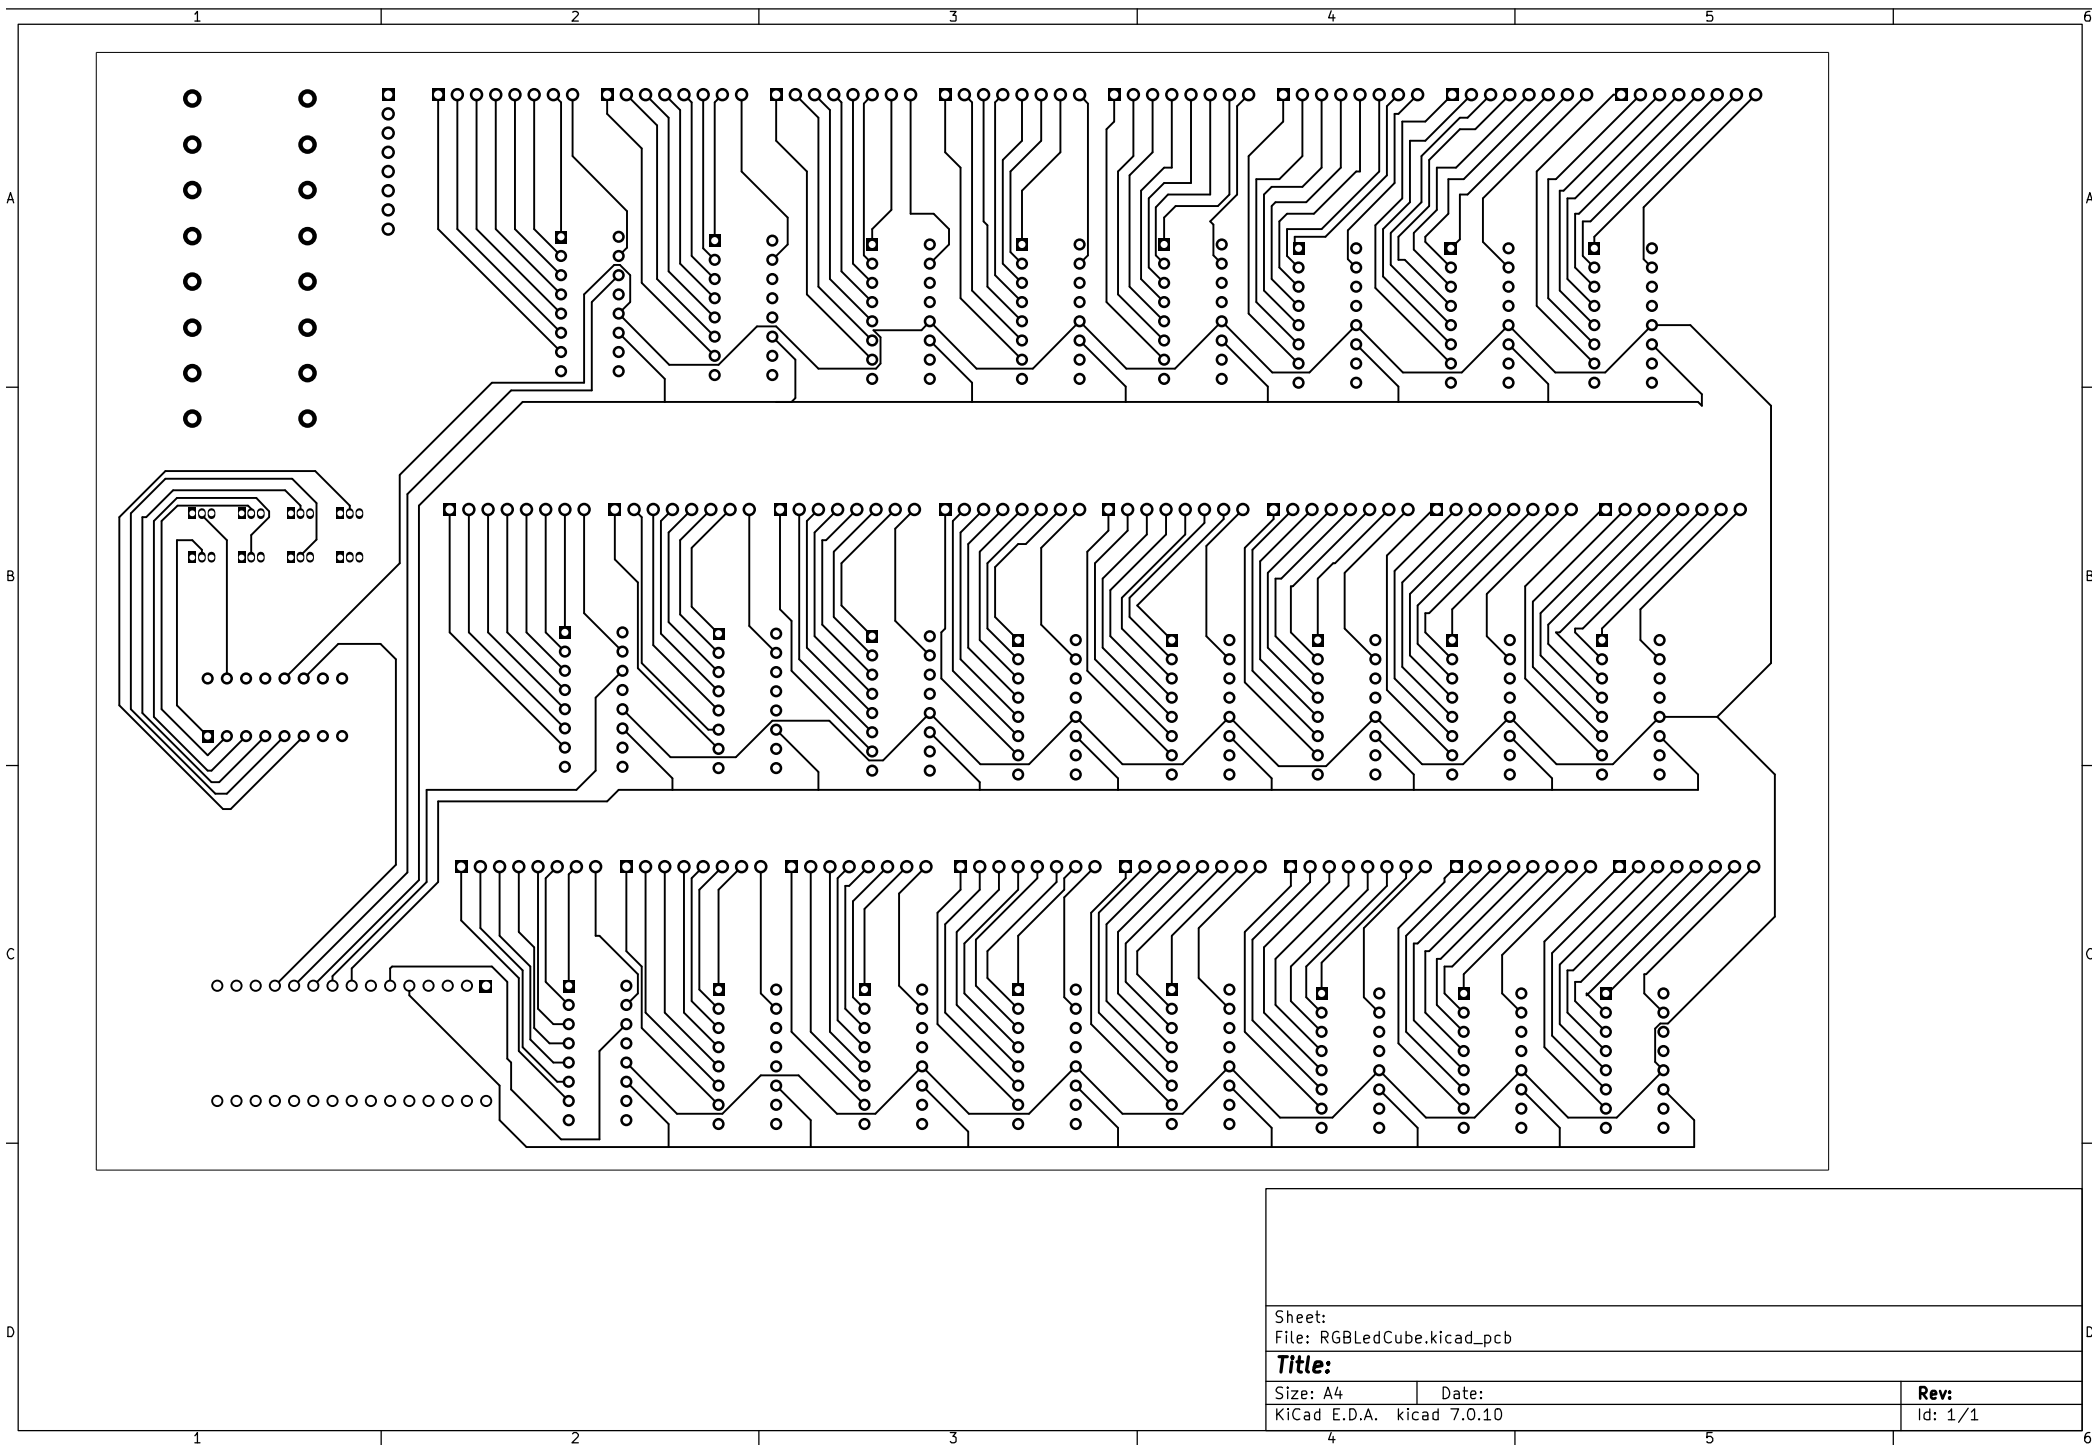 1 2 3 4 5 6
A A
B B
C C
D D
Sheet:
File: RGBLedCube.kicad_pcb
Title:
Size: A4 Date: Rev:
KiCad E.D.A. kicad 7.0.10 Id: 1/1
1 2 3 4 5 6